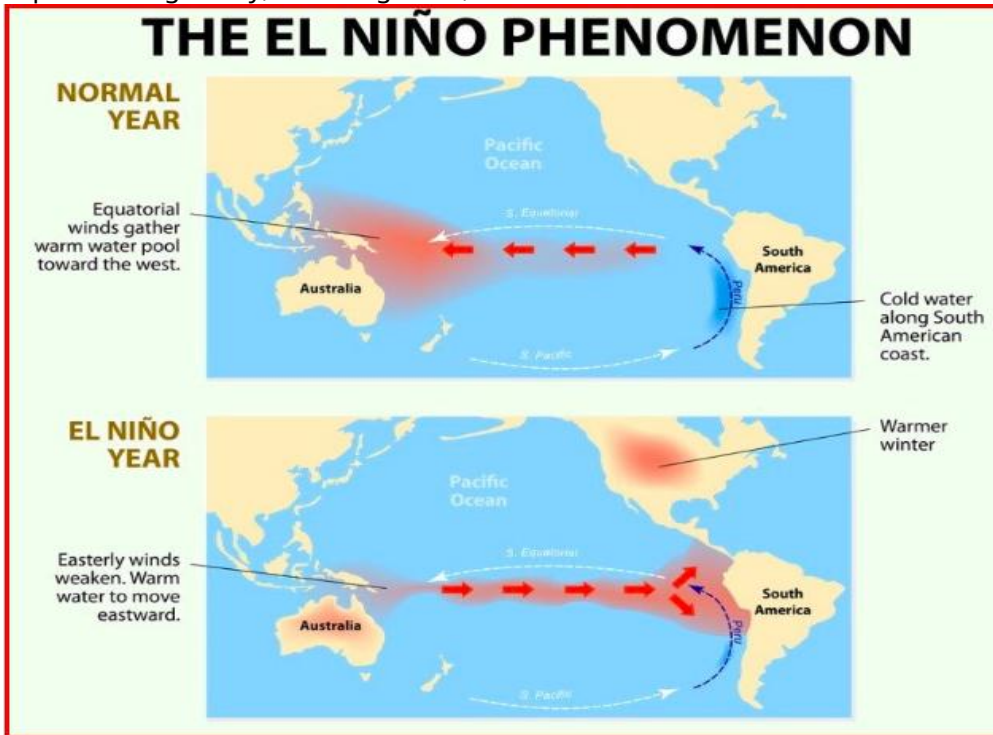 THE EL NIÑO PHENOMENON
NORMAL
YEAR
Pacific
Ocean
Equatorial
winds gather
warm water pool
toward the west.
S. Equatorial
South
America
Australia
Peru
Cold water
along South
American
coast.
S. Pacific
EL NIÑO
YEAR
Warmer
winter
Pacific
Ocean
Easterly winds
weaken. Warm
water to move
eastward.
S. Equatorial
South
America
Australia
Peru
S. Pacific